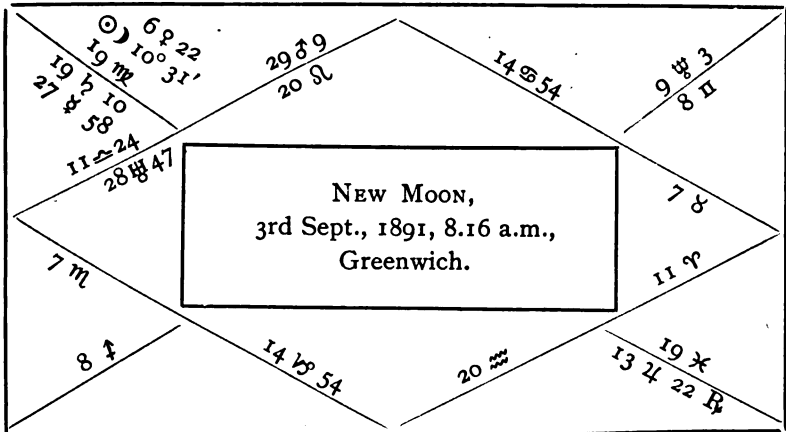 6 ♀ 22
☉☽ 10° 31'
19 ♍
19 ♄ 10
27 ☿ 58
11 ♎ 24
28 ♅ 47
29 ♂ 9
20 ♌
14 ♋ 54
9 ♆ 3
8 ♊
7 ♉
11 ♈
19 ♓
13 ♃ 22 ℞
20 ♒
14 ♑ 54
8 ♐
7 ♏
New Moon,
3rd Sept., 1891, 8.16 a.m.,
Greenwich.